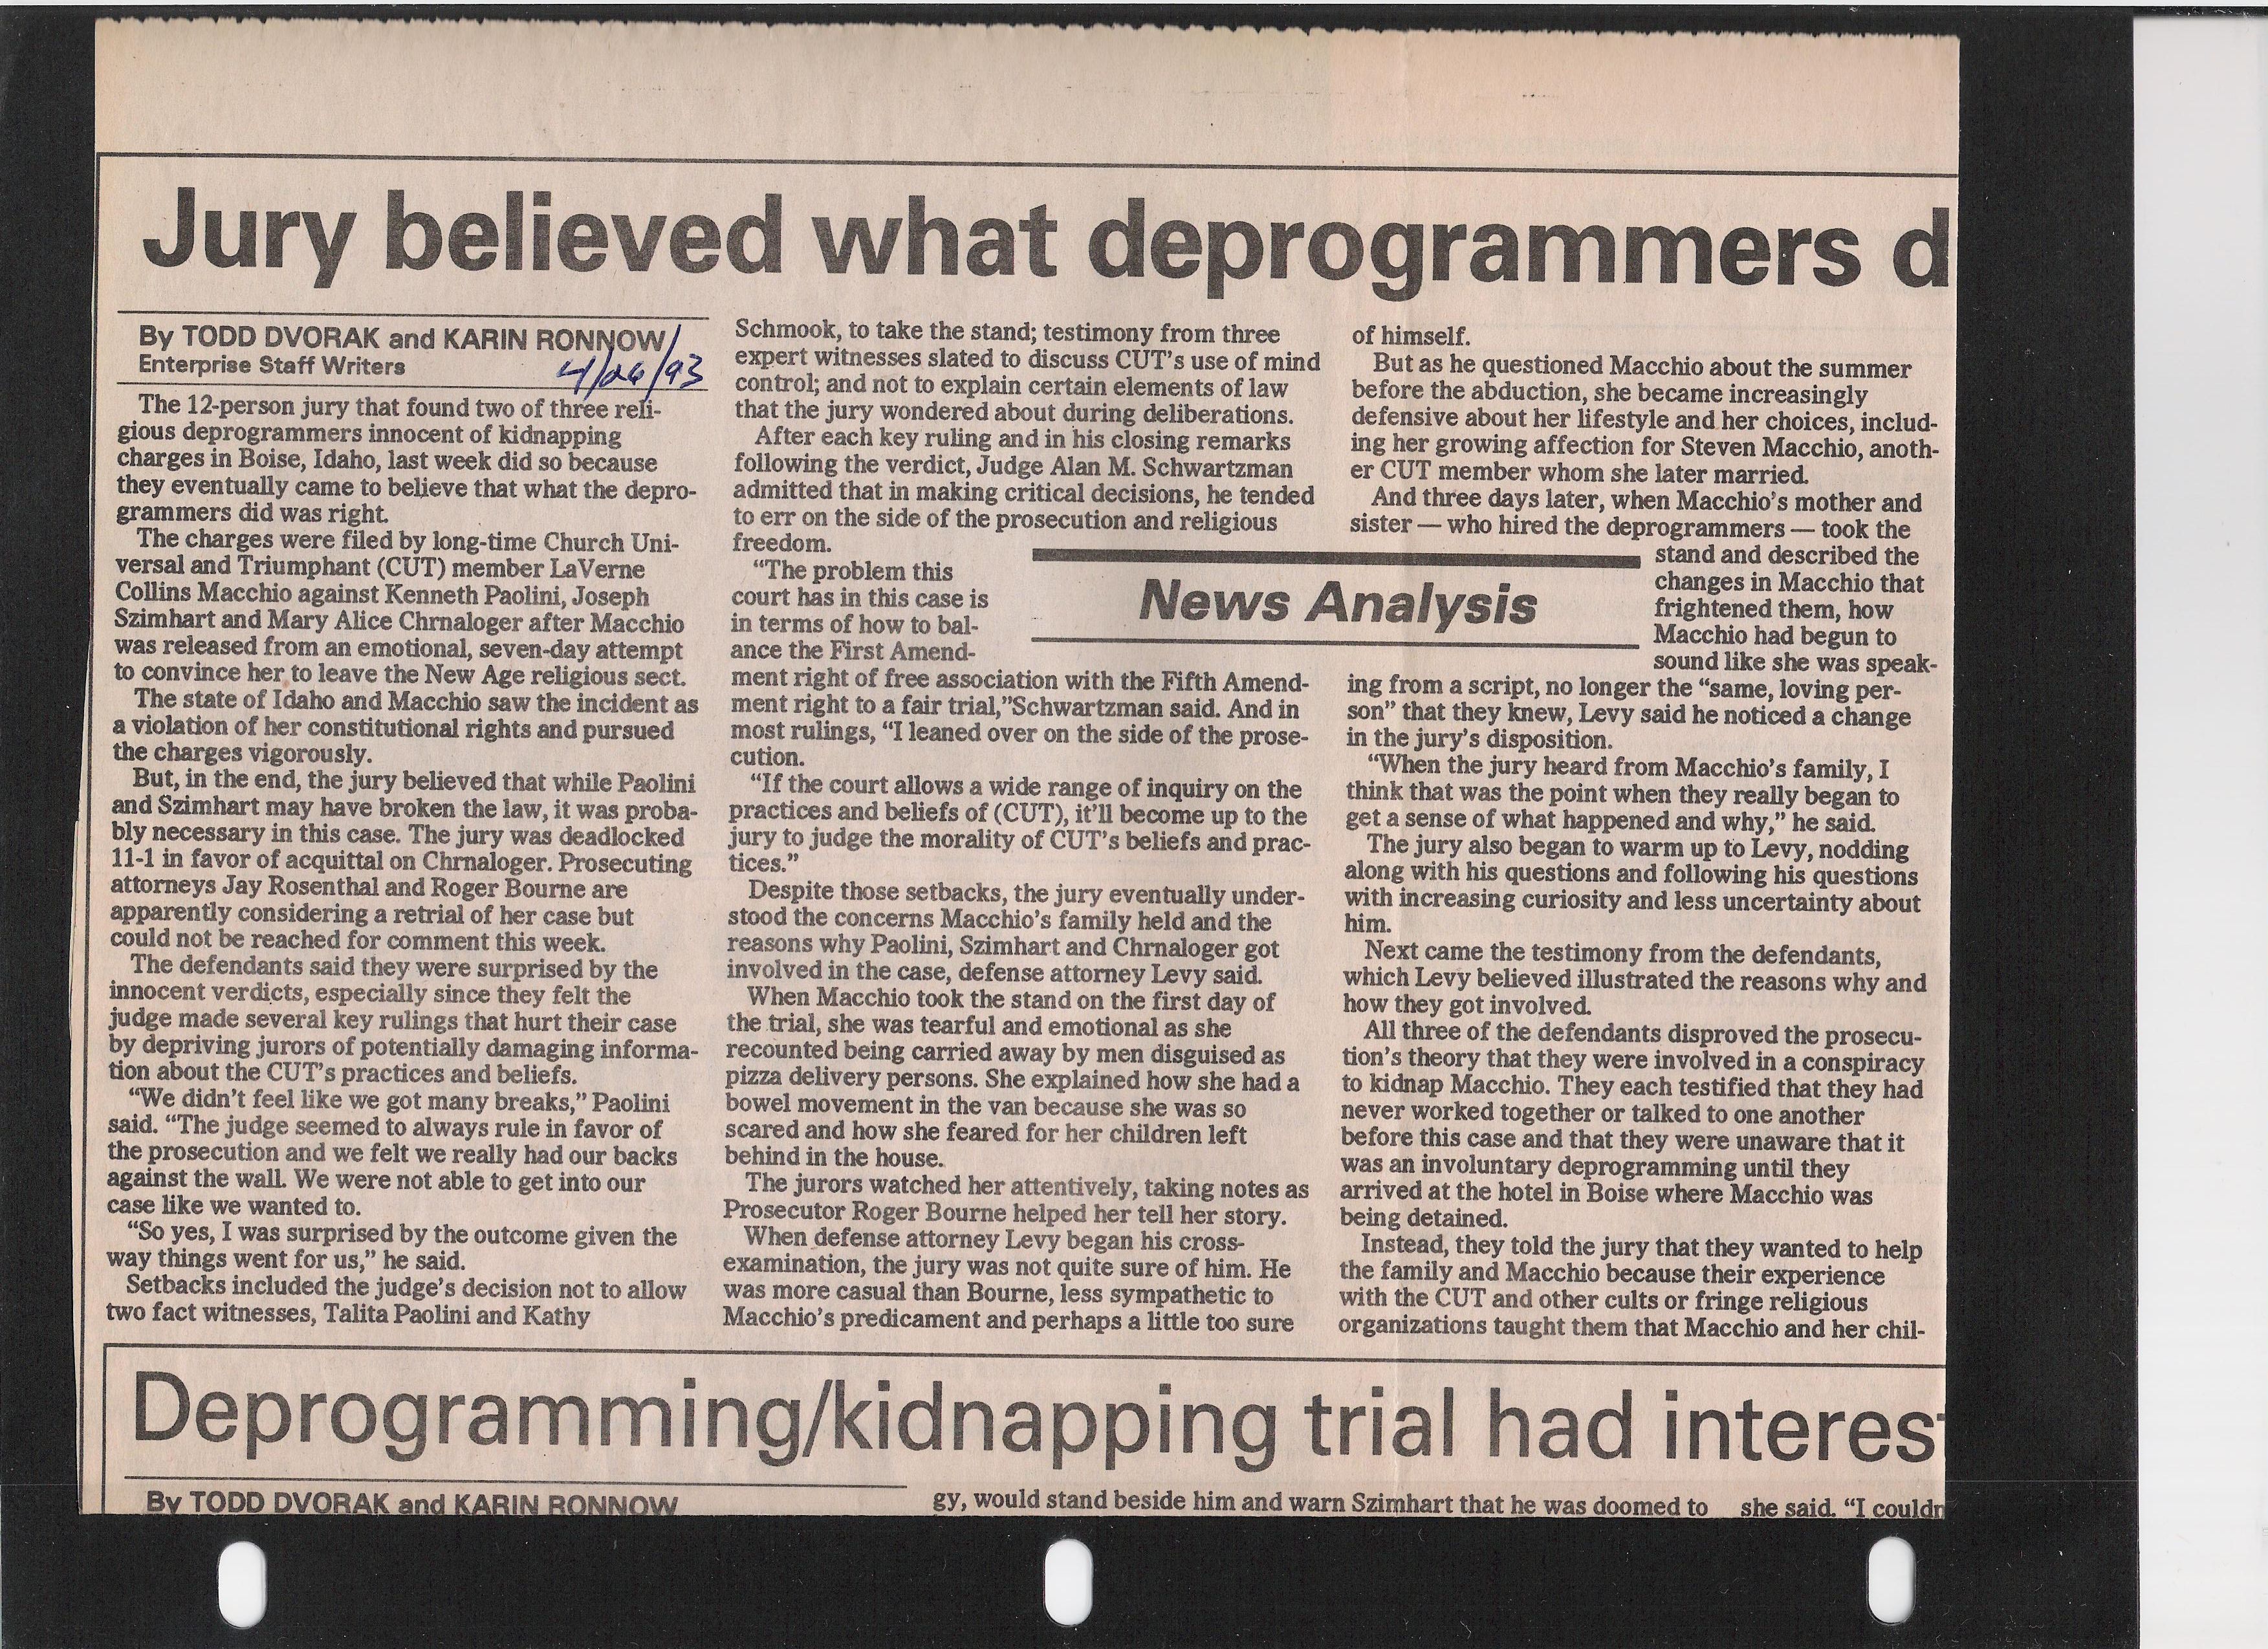 Jury believed what deprogrammers d
By TODD DVORAK and KARIN RONNOW
Enterprise Staff Writers
4/26/93
The 12-person jury that found two of three reli-
gious deprogrammers innocent of kidnapping
charges in Boise, Idaho, last week did so because
they eventually came to believe that what the depro-
grammers did was right.
The charges were filed by long-time Church Uni-
versal and Triumphant (CUT) member LaVerne
Collins Macchio against Kenneth Paolini, Joseph
Szimhart and Mary Alice Chrnaloger after Macchio
was released from an emotional, seven-day attempt
to convince her to leave the New Age religious sect.
The state of Idaho and Macchio saw the incident as
a violation of her constitutional rights and pursued
the charges vigorously.
But, in the end, the jury believed that while Paolini
and Szimhart may have broken the law, it was proba-
bly necessary in this case. The jury was deadlocked
11-1 in favor of acquittal on Chrnaloger. Prosecuting
attorneys Jay Rosenthal and Roger Bourne are
apparently considering a retrial of her case but
could not be reached for comment this week.
The defendants said they were surprised by the
innocent verdicts, especially since they felt the
judge made several key rulings that hurt their case
by depriving jurors of potentially damaging informa-
tion about the CUT's practices and beliefs.
“We didn't feel like we got many breaks,” Paolini
said. “The judge seemed to always rule in favor of
the prosecution and we felt we really had our backs
against the wall. We were not able to get into our
case like we wanted to.
“So yes, I was surprised by the outcome given the
way things went for us,” he said.
Setbacks included the judge's decision not to allow
two fact witnesses, Talita Paolini and Kathy
Schmook, to take the stand; testimony from three
expert witnesses slated to discuss CUT's use of mind
control; and not to explain certain elements of law
that the jury wondered about during deliberations.
After each key ruling and in his closing remarks
following the verdict, Judge Alan M. Schwartzman
admitted that in making critical decisions, he tended
to err on the side of the prosecution and religious
freedom.
“The problem this
court has in this case is
in terms of how to bal-
ance the First Amend-
ment right of free association with the Fifth Amend-
ment right to a fair trial,”Schwartzman said. And in
most rulings, “I leaned over on the side of the prose-
cution.
“If the court allows a wide range of inquiry on the
practices and beliefs of (CUT), it'll become up to the
jury to judge the morality of CUT's beliefs and prac-
tices.”
Despite those setbacks, the jury eventually under-
stood the concerns Macchio's family held and the
reasons why Paolini, Szimhart and Chrnaloger got
involved in the case, defense attorney Levy said.
When Macchio took the stand on the first day of
the trial, she was tearful and emotional as she
recounted being carried away by men disguised as
pizza delivery persons. She explained how she had a
bowel movement in the van because she was so
scared and how she feared for her children left
behind in the house.
The jurors watched her attentively, taking notes as
Prosecutor Roger Bourne helped her tell her story.
When defense attorney Levy began his cross-
examination, the jury was not quite sure of him. He
was more casual than Bourne, less sympathetic to
Macchio's predicament and perhaps a little too sure
News Analysis
of himself.
But as he questioned Macchio about the summer
before the abduction, she became increasingly
defensive about her lifestyle and her choices, includ-
ing her growing affection for Steven Macchio, anoth-
er CUT member whom she later married.
And three days later, when Macchio's mother and
sister — who hired the deprogrammers — took the
stand and described the
changes in Macchio that
frightened them, how
Macchio had begun to
sound like she was speak-
ing from a script, no longer the “same, loving per-
son” that they knew, Levy said he noticed a change
in the jury's disposition.
“When the jury heard from Macchio's family, I
think that was the point when they really began to
get a sense of what happened and why,” he said.
The jury also began to warm up to Levy, nodding
along with his questions and following his questions
with increasing curiosity and less uncertainty about
him.
Next came the testimony from the defendants,
which Levy believed illustrated the reasons why and
how they got involved.
All three of the defendants disproved the prosecu-
tion's theory that they were involved in a conspiracy
to kidnap Macchio. They each testified that they had
never worked together or talked to one another
before this case and that they were unaware that it
was an involuntary deprogramming until they
arrived at the hotel in Boise where Macchio was
being detained.
Instead, they told the jury that they wanted to help
the family and Macchio because their experience
with the CUT and other cults or fringe religious
organizations taught them that Macchio and her chil-
Deprogramming/kidnapping trial had interes
By TODD DVORAK and KARIN RONNOW
gy, would stand beside him and warn Szimhart that he was doomed to
she said. “I couldn